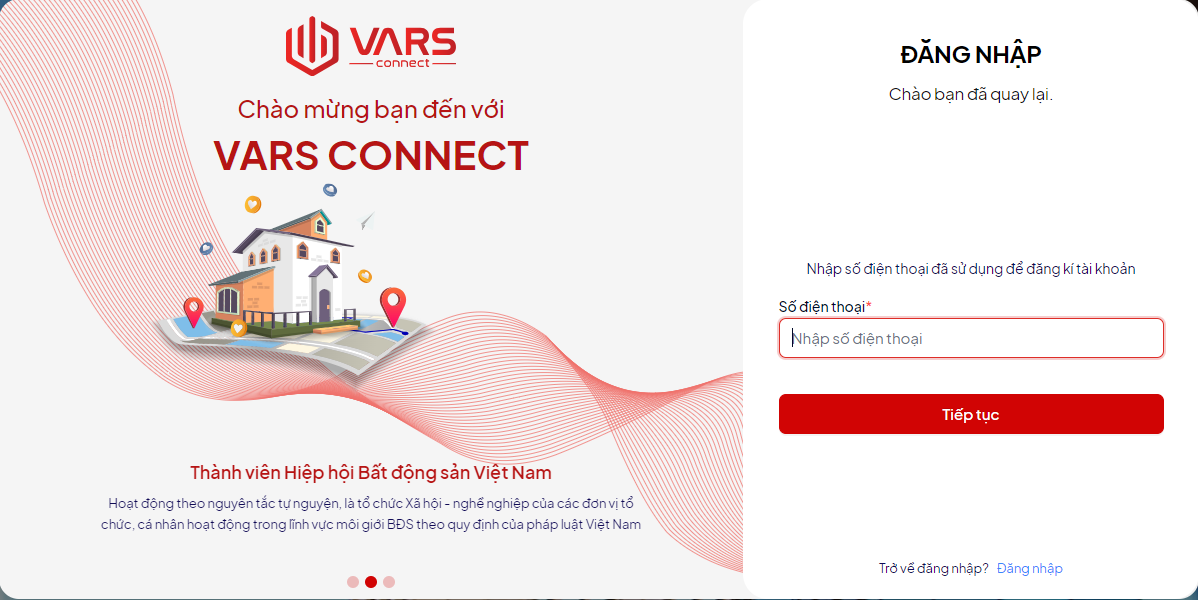 VARS
connect
Chào mừng bạn đến với
VARS CONNECT
Thành viên Hiệp hội Bất động sản Việt Nam
Hoạt động theo nguyên tắc tự nguyện, là tổ chức Xã hội - nghề nghiệp của các đơn vị tổ
chức, cá nhân hoạt động trong lĩnh vực môi giới BĐS theo quy định của pháp luật Việt Nam
ĐĂNG NHẬP
Chào bạn đã quay lại.
Nhập số điện thoại đã sử dụng để đăng kí tài khoản
Số điện thoại*
Nhập số điện thoại
Tiếp tục
Trở về đăng nhập? Đăng nhập